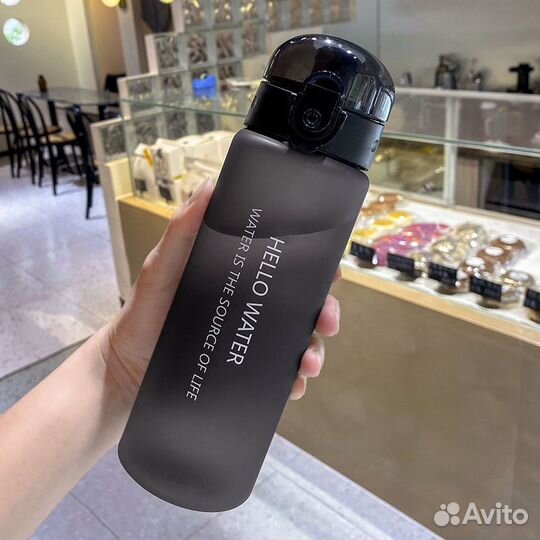 HELLO WATER
WATER IS THE SOURCE OF LIFE
Avito